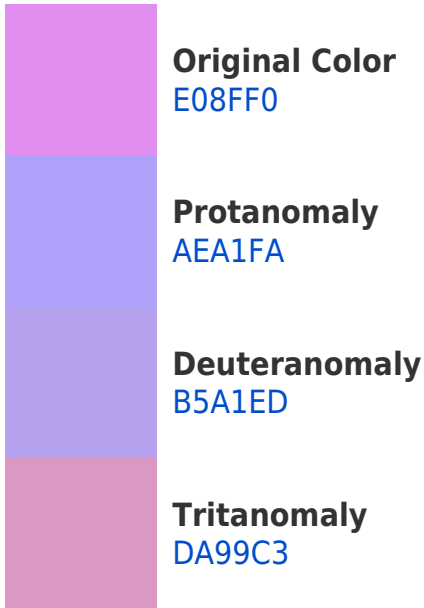 Original Color
E08FF0
Protanomaly
AEA1FA
Deuteranomaly
B5A1ED
Tritanomaly
DA99C3